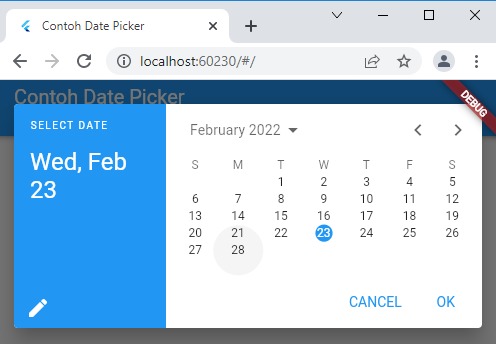 Contoh Date Picker
localhost:60230/#/
Contoh Date Picker
DEBUG
SELECT DATE
Wed, Feb
23
February 2022
S M T W T F S
1 2 3 4 5
6 7 8 9 10 11 12
13 14 15 16 17 18 19
20 21 22 23 24 25 26
27 28
CANCEL OK